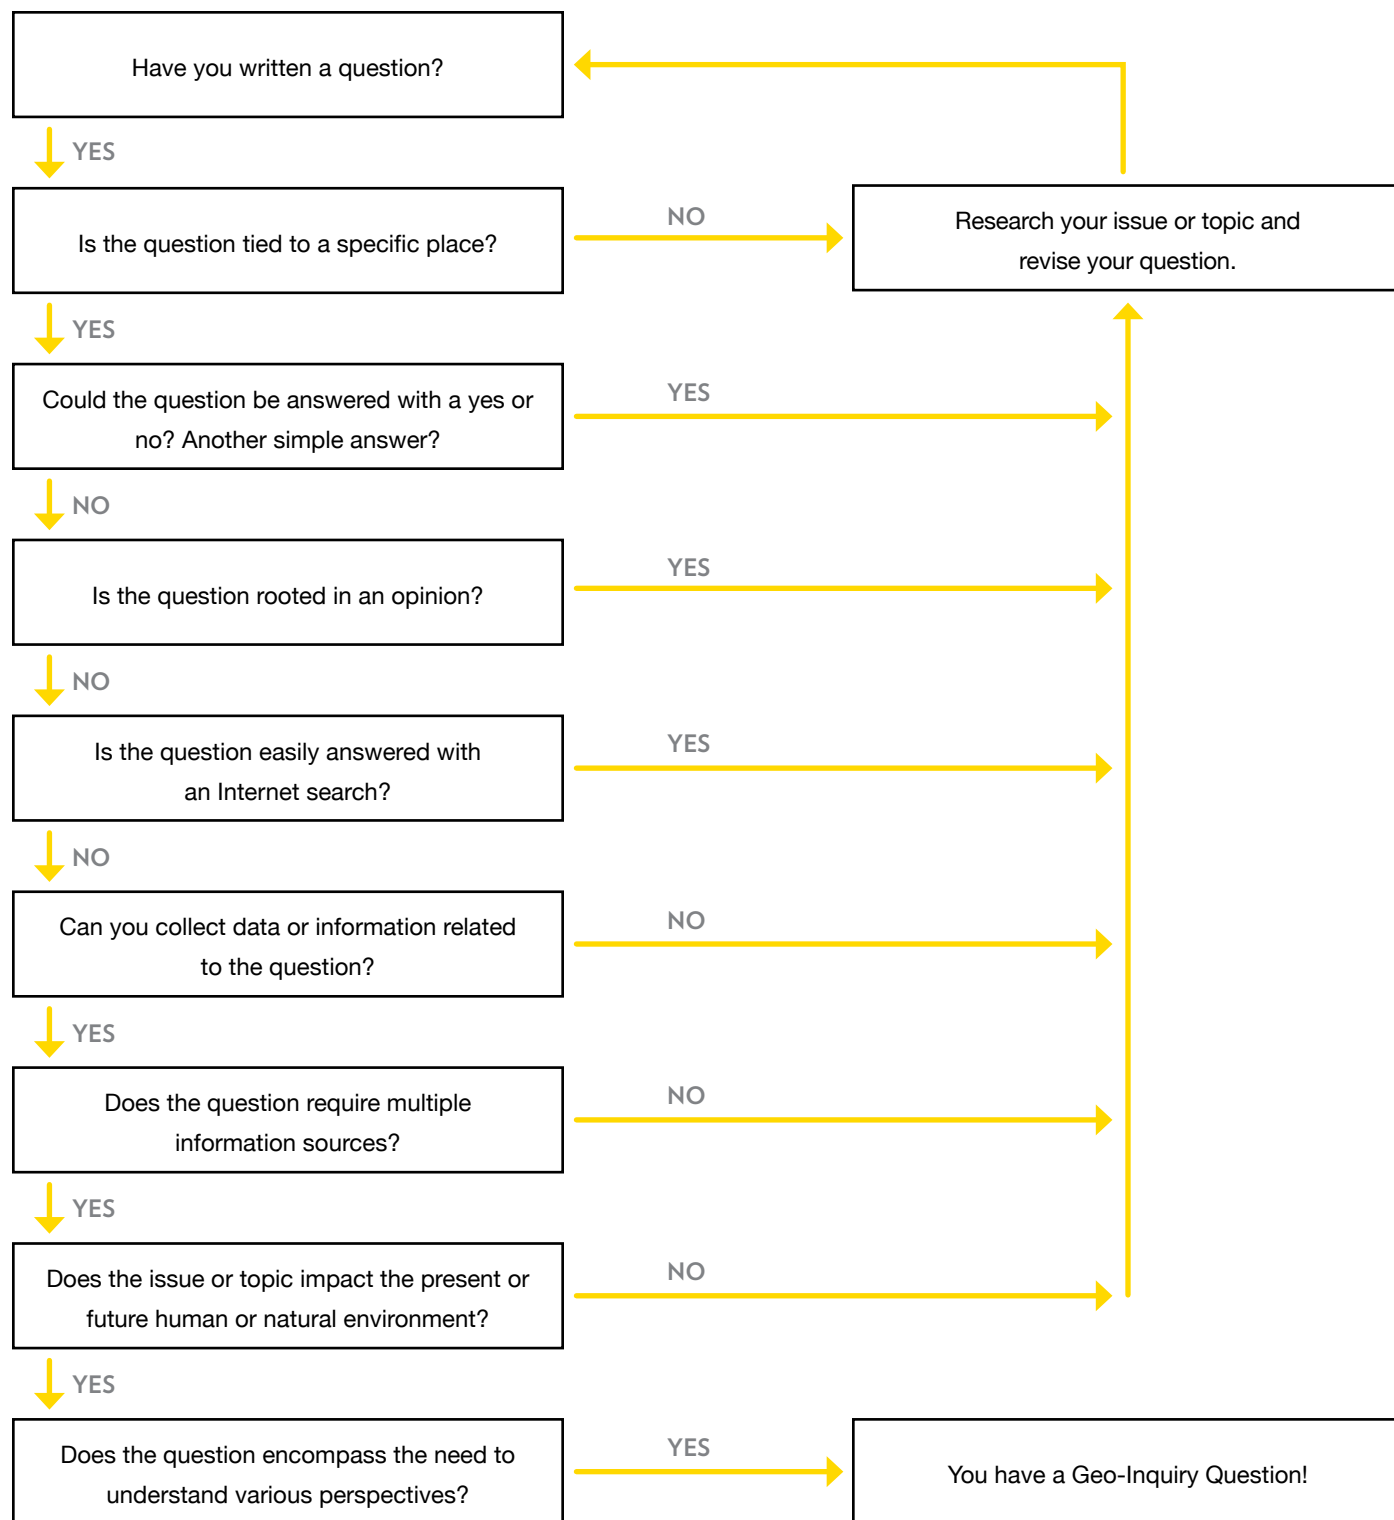 Have you written a question?
YES
Is the question tied to a specific place?
NO
Research your issue or topic and
revise your question.
YES
Could the question be answered with a yes or
no? Another simple answer?
YES
NO
Is the question rooted in an opinion?
YES
NO
Is the question easily answered with
an Internet search?
YES
NO
Can you collect data or information related
to the question?
NO
YES
Does the question require multiple
information sources?
NO
YES
Does the issue or topic impact the present or
future human or natural environment?
NO
YES
Does the question encompass the need to
understand various perspectives?
YES
You have a Geo-Inquiry Question!